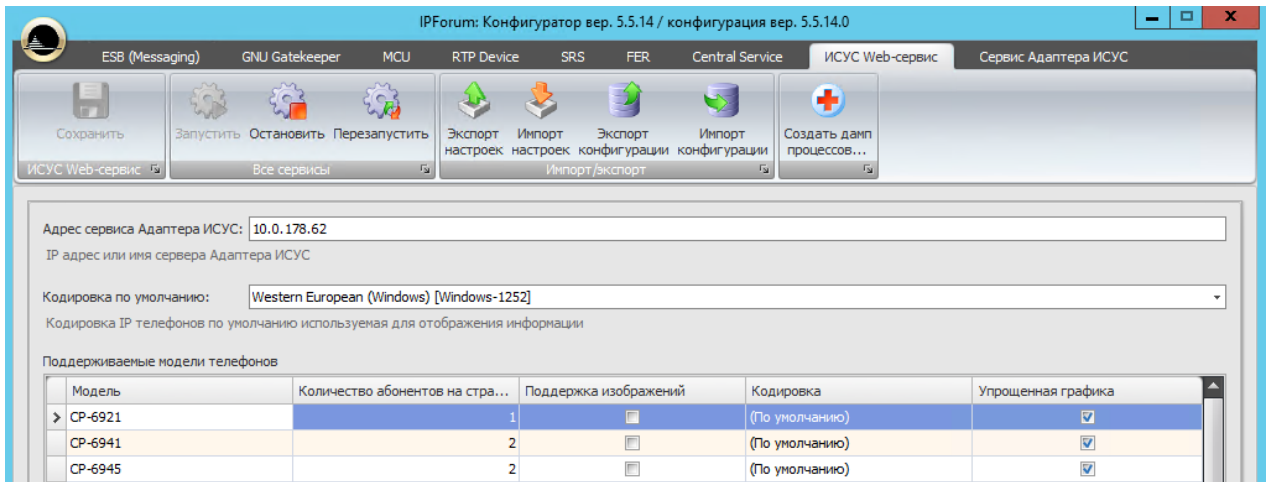 IPForum: Конфигуратор вер. 5.5.14 / конфигурация вер. 5.5.14.0
ESB (Messaging) GNU Gatekeeper MCU RTP Device SRS FER Central Service ИСУС Web-сервис Сервис Адаптера ИСУС
Сохранить Запустить Остановить Перезапустить Экспорт настроек Импорт настроек Экспорт конфигурации Импорт конфигурации Создать дамп процессов...
ИСУС Web-сервис Все сервисы Импорт/экспорт
Адрес сервиса Адаптера ИСУС: 10.0.178.62
IP адрес или имя сервера Адаптера ИСУС
Кодировка по умолчанию: Western European (Windows) [Windows-1252]
Кодировка IP телефонов по умолчанию используемая для отображения информации
Поддерживаемые модели телефонов
Модель Количество абонентов на стра... Поддержка изображений Кодировка Упрощенная графика
CP-6921 1 (По умолчанию)
CP-6941 2 (По умолчанию)
CP-6945 2 (По умолчанию)